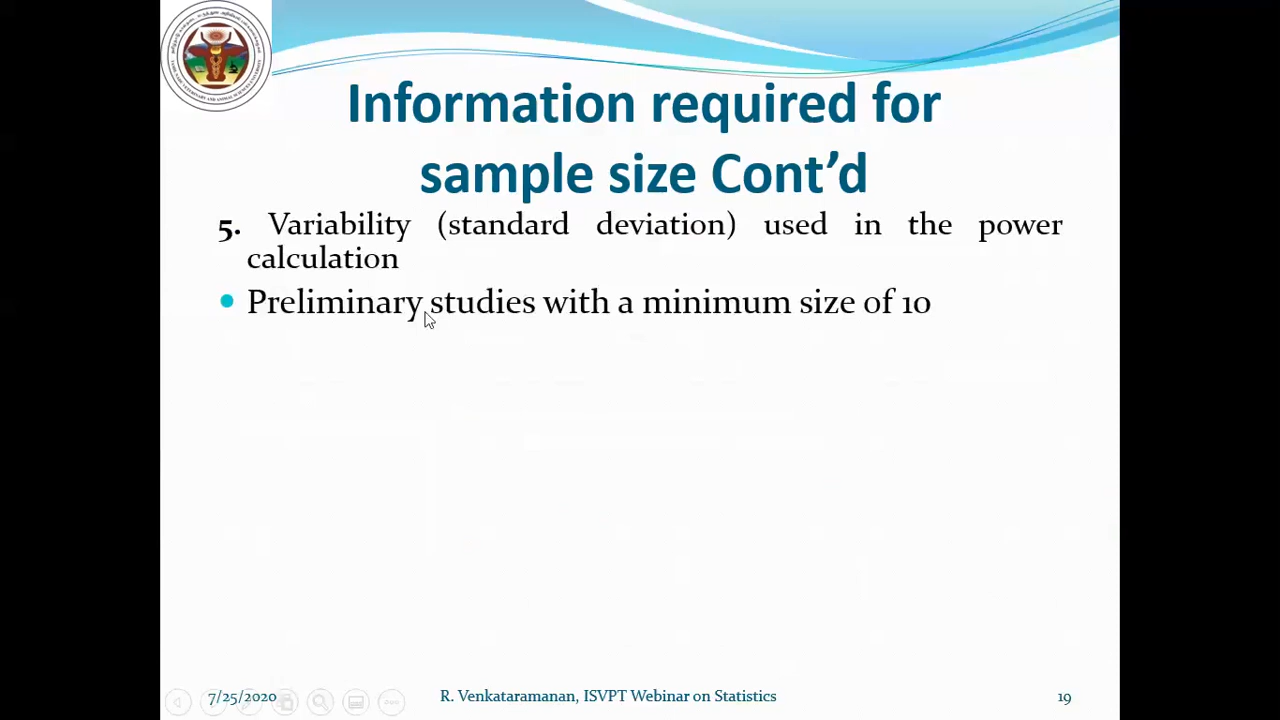 Information required for
sample size Cont’d
5. Variability (standard deviation) used in the power
calculation
Preliminary studies with a minimum size of 10
7/25/2020
R. Venkataramanan, ISVPT Webinar on Statistics
19